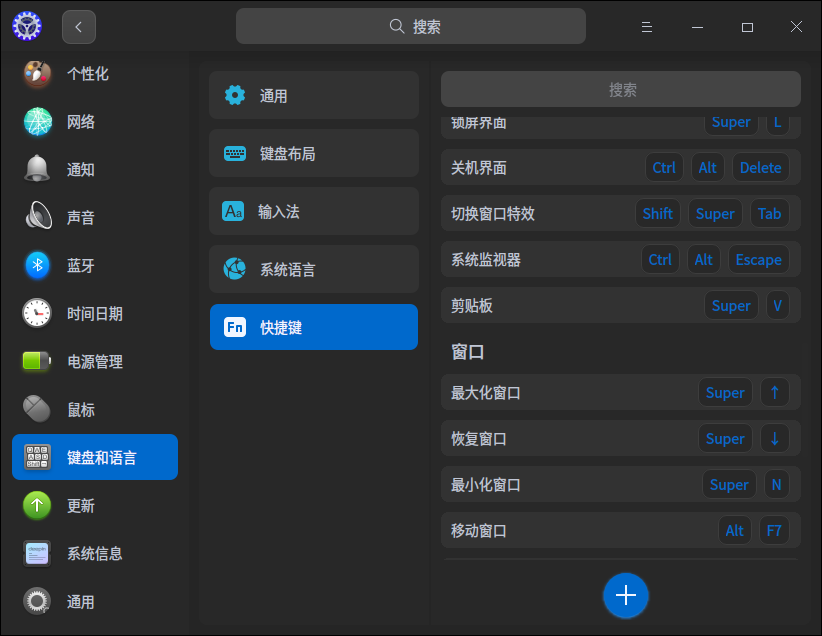 搜索
个性化
网络
通知
声音
蓝牙
时间日期
电源管理
鼠标
键盘和语言
更新
系统信息
通用
通用
键盘布局
Aa 输入法
系统语言
Fn 快捷键
搜索
锁屏界面 Super L
关机界面 Ctrl Alt Delete
切换窗口特效 Shift Super Tab
系统监视器 Ctrl Alt Escape
剪贴板 Super V
窗口
最大化窗口 Super ↑
恢复窗口 Super ↓
最小化窗口 Super N
移动窗口 Alt F7